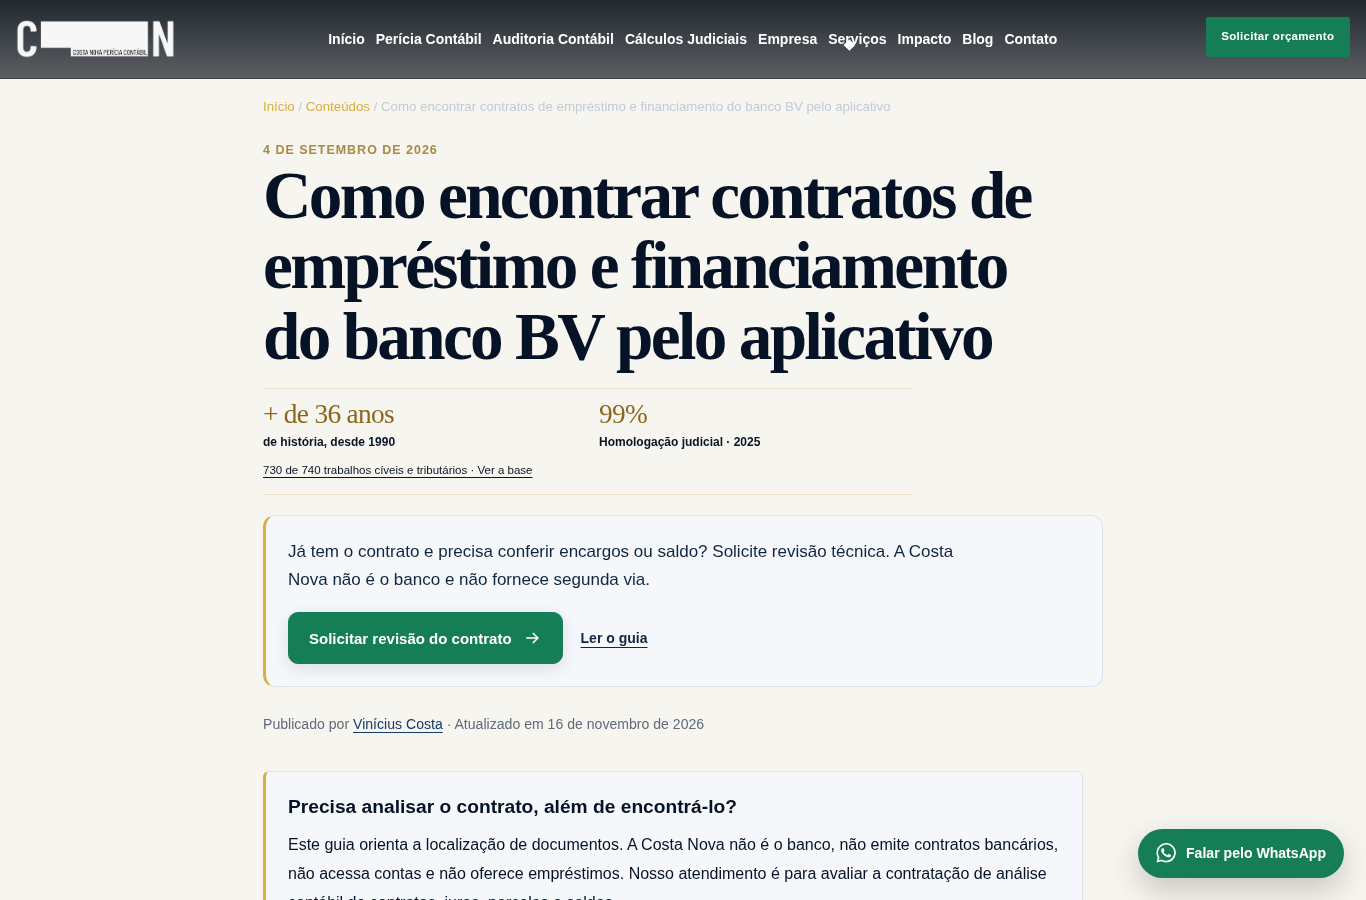 C N
COSTA NOVA PERÍCIA CONTÁBIL
Início Perícia Contábil Auditoria Contábil Cálculos Judiciais Empresa Serviços Impacto Blog Contato
Solicitar orçamento
Início / Conteúdos / Como encontrar contratos de empréstimo e financiamento do banco BV pelo aplicativo
4 DE SETEMBRO DE 2026
Como encontrar contratos de
empréstimo e financiamento
do banco BV pelo aplicativo
+ de 36 anos
de história, desde 1990
99%
Homologação judicial · 2025
730 de 740 trabalhos cíveis e tributários · Ver a base
Já tem o contrato e precisa conferir encargos ou saldo? Solicite revisão técnica. A Costa
Nova não é o banco e não fornece segunda via.
Solicitar revisão do contrato →
Ler o guia
Publicado por Vinícius Costa · Atualizado em 16 de novembro de 2026
Precisa analisar o contrato, além de encontrá-lo?
Este guia orienta a localização de documentos. A Costa Nova não é o banco, não emite contratos bancários,
não acessa contas e não oferece empréstimos. Nosso atendimento é para avaliar a contratação de análise
contábil de contratos, juros, parcelas e saldos.
Falar pelo WhatsApp